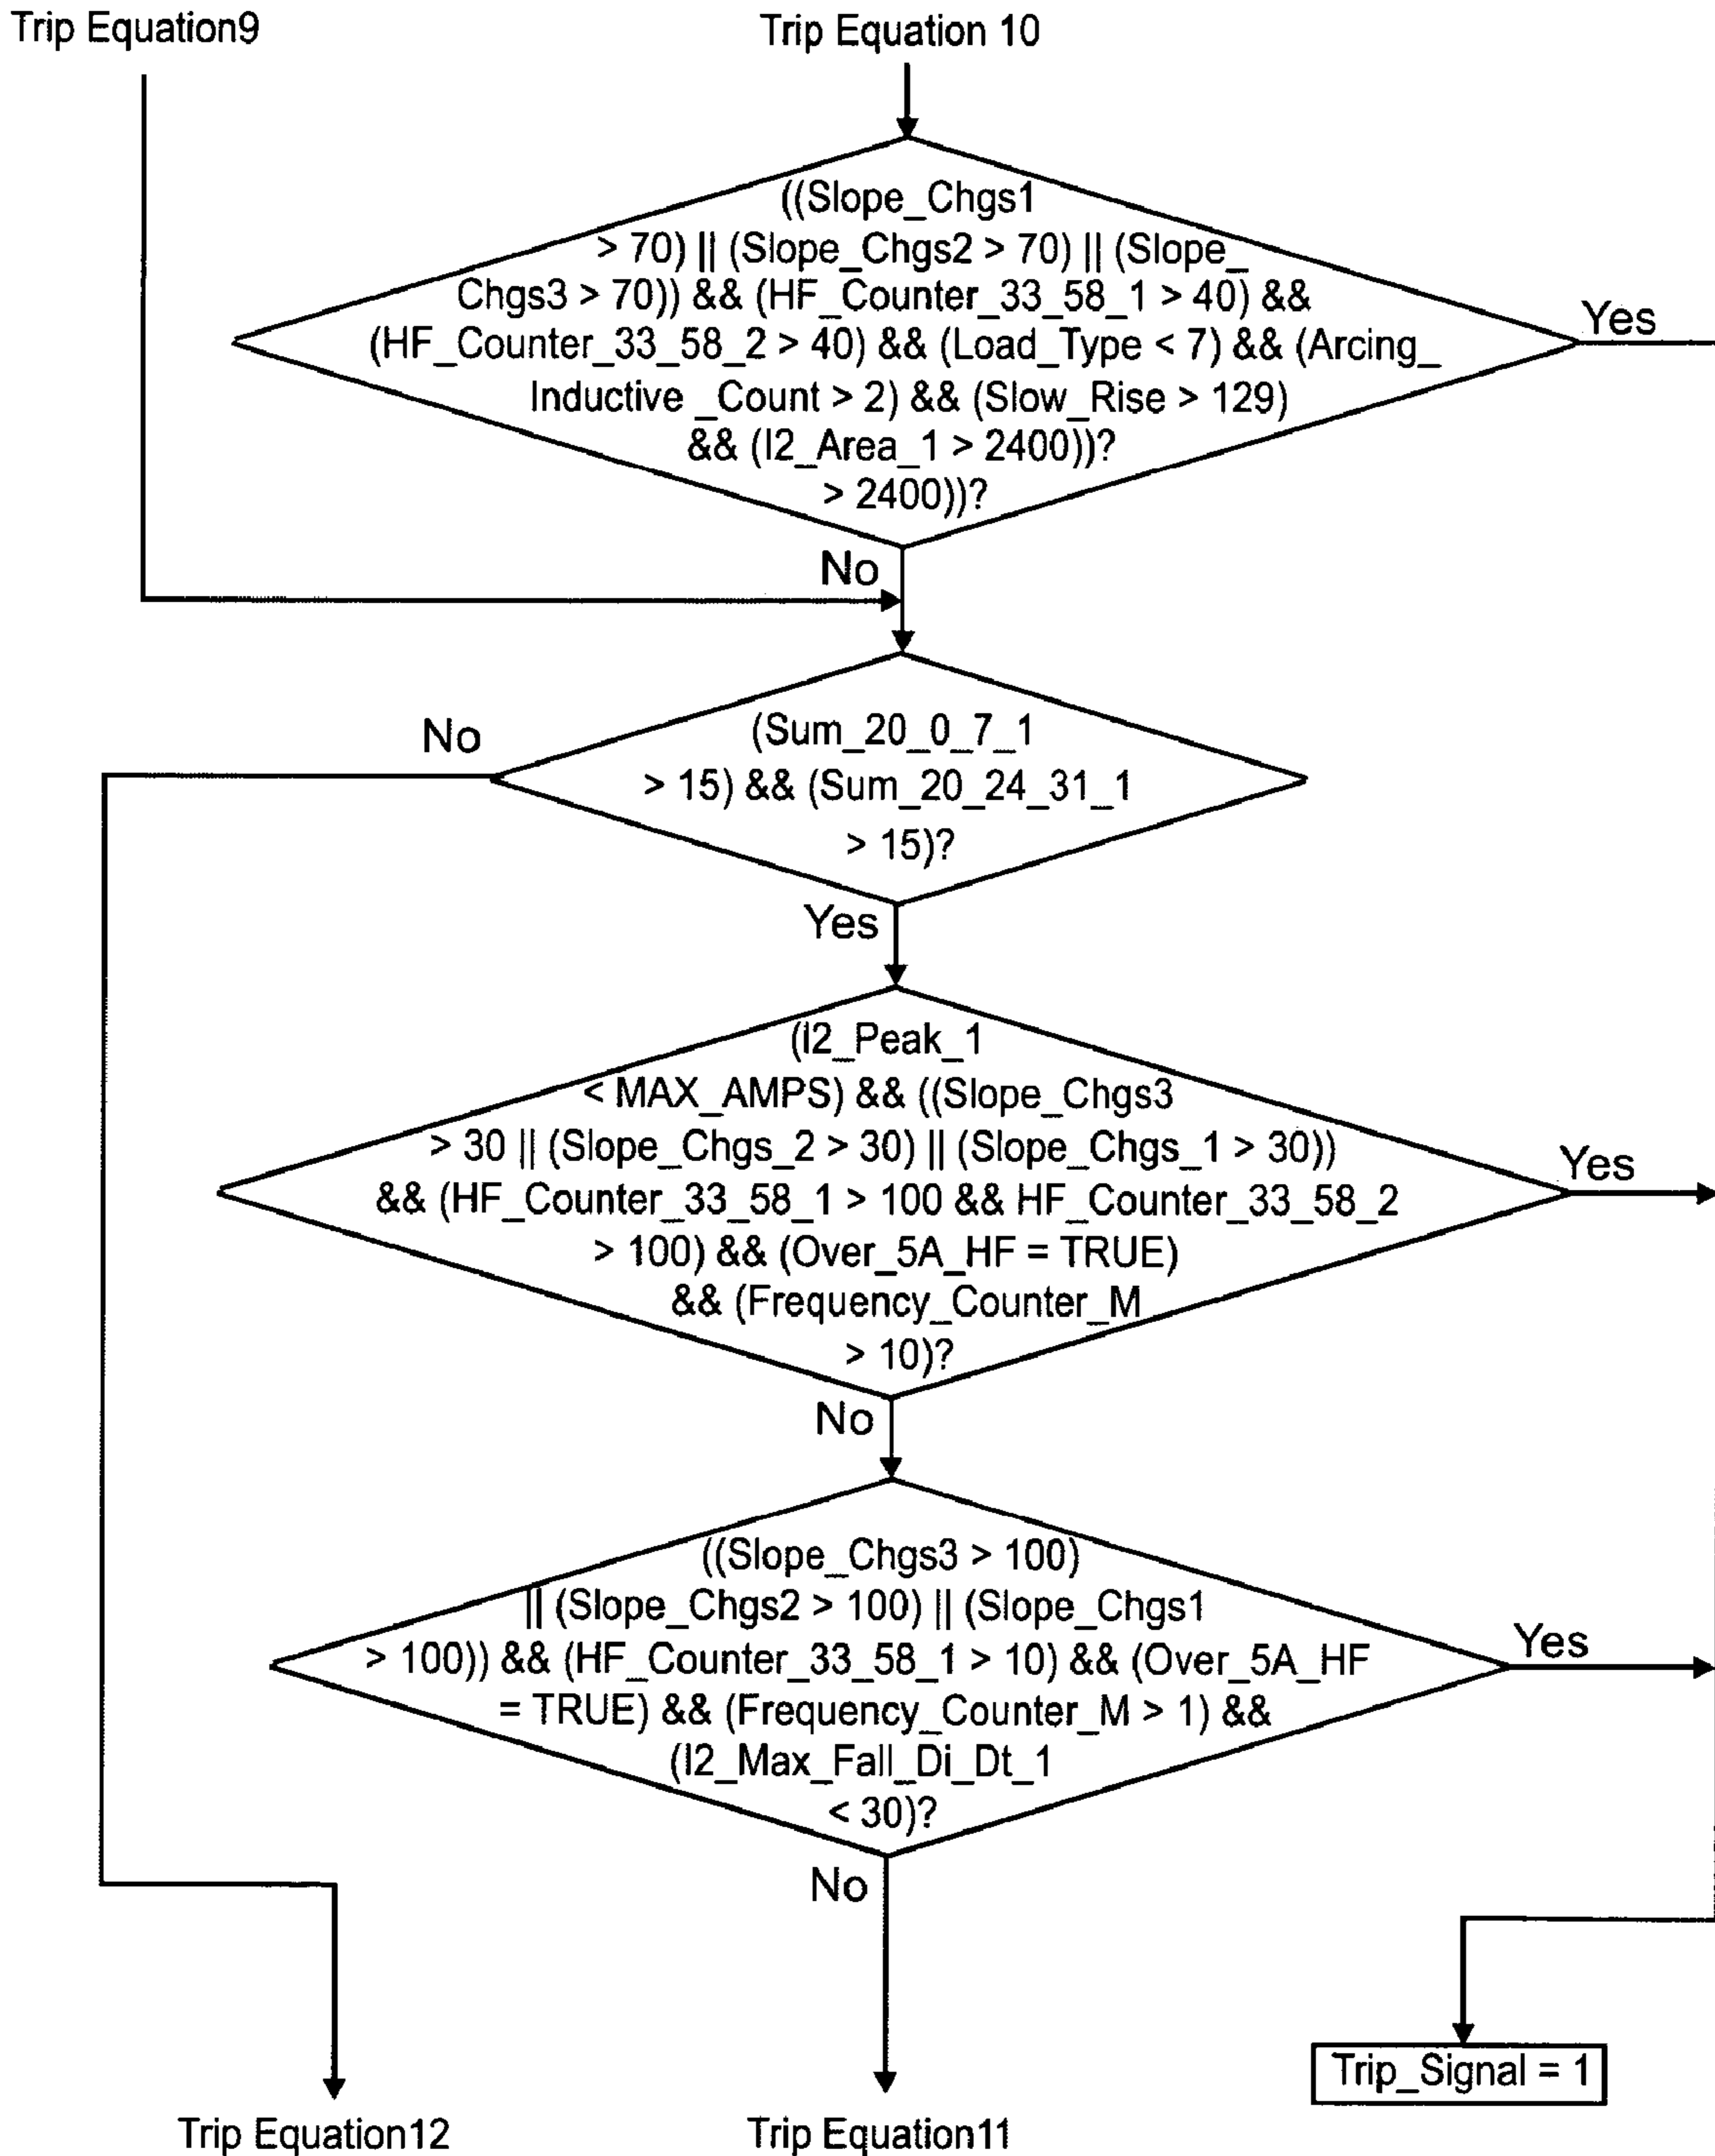 Trip Equation9
Trip Equation 10
((Slope_Chgs1
> 70) || (Slope_Chgs2 > 70) || (Slope_
Chgs3 > 70)) && (HF_Counter_33_58_1 > 40) &&
(HF_Counter_33_58_2 > 40) && (Load_Type < 7) && (Arcing_
Inductive _Count > 2) && (Slow_Rise > 129)
&& (I2_Area_1 > 2400))?
> 2400))?
Yes
No
(Sum_20_0_7_1
> 15) && (Sum_20_24_31_1
> 15)?
No
Yes
(I2_Peak_1
< MAX_AMPS) && ((Slope_Chgs3
> 30 || (Slope_Chgs_2 > 30) || (Slope_Chgs_1 > 30))
&& (HF_Counter_33_58_1 > 100 && HF_Counter_33_58_2
> 100) && (Over_5A_HF = TRUE)
&& (Frequency_Counter_M
> 10)?
Yes
No
((Slope_Chgs3 > 100)
|| (Slope_Chgs2 > 100) || (Slope_Chgs1
> 100)) && (HF_Counter_33_58_1 > 10) && (Over_5A_HF
= TRUE) && (Frequency_Counter_M > 1) &&
(I2_Max_Fall_Di_Dt_1
< 30)?
Yes
No
Trip_Signal = 1
Trip Equation12
Trip Equation11